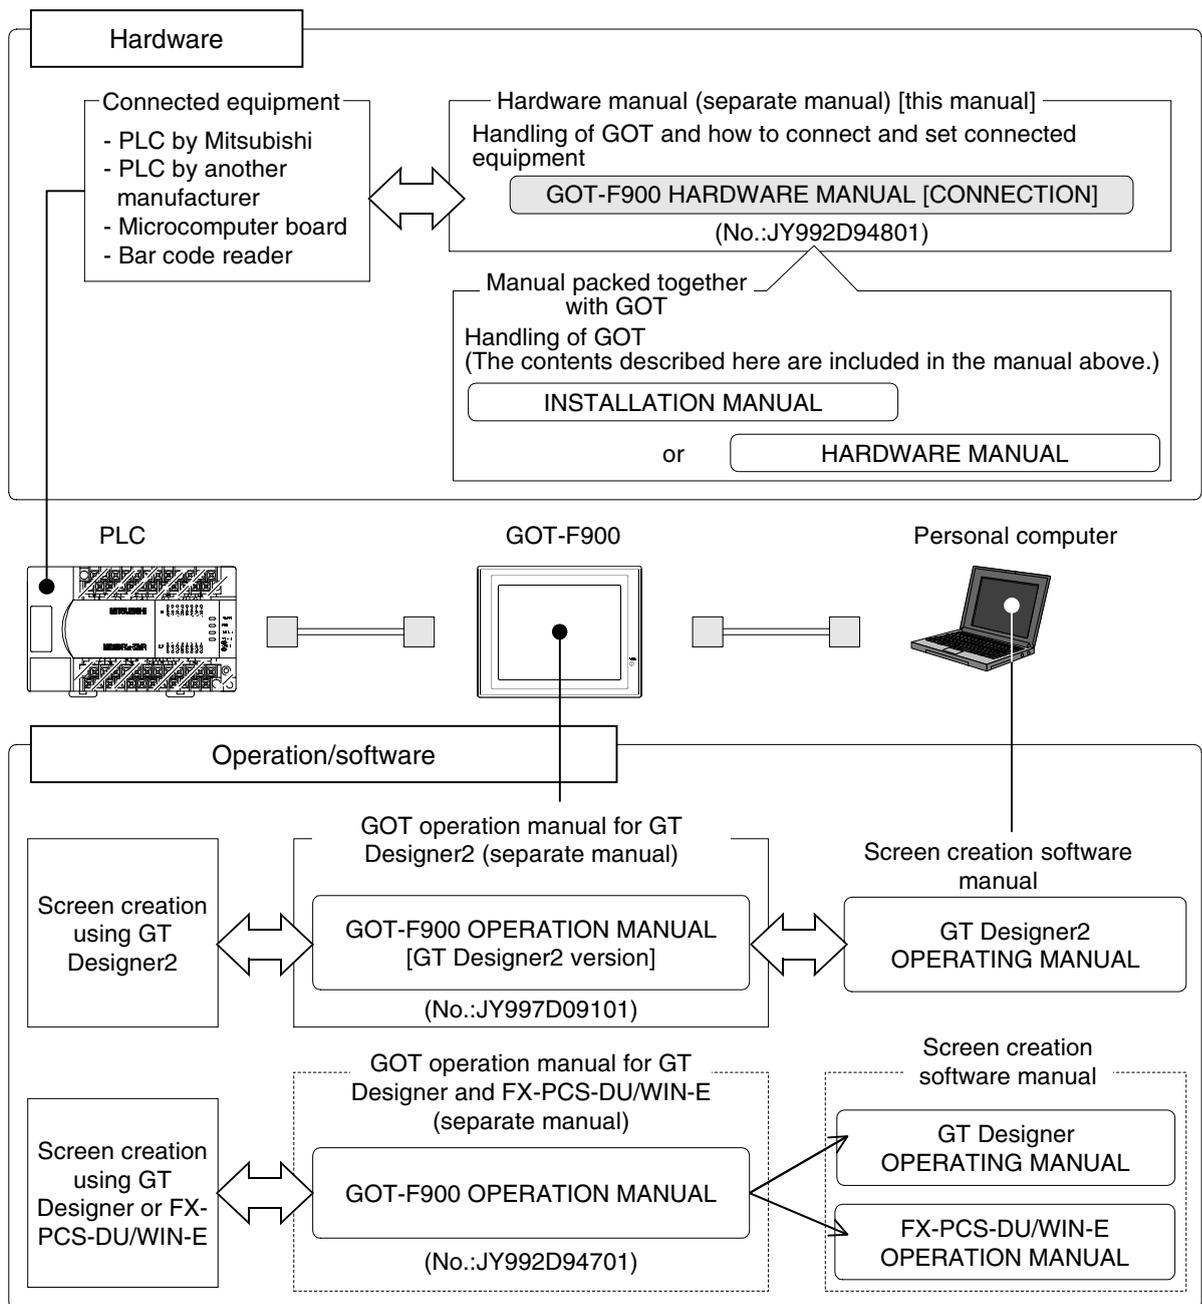 Hardware
Connected equipment
- PLC by Mitsubishi
- PLC by another
manufacturer
- Microcomputer board
- Bar code reader
Hardware manual (separate manual) [this manual]
Handling of GOT and how to connect and set connected
equipment
GOT-F900 HARDWARE MANUAL [CONNECTION]
(No.:JY992D94801)
Manual packed together
with GOT
Handling of GOT
(The contents described here are included in the manual above.)
INSTALLATION MANUAL
or
HARDWARE MANUAL
PLC
GOT-F900
Personal computer
MITSUBISHI
Operation/software
Screen creation
using GT
Designer2
GOT operation manual for GT
Designer2 (separate manual)
GOT-F900 OPERATION MANUAL
[GT Designer2 version]
(No.:JY997D09101)
Screen creation software
manual
GT Designer2
OPERATING MANUAL
Screen creation
using GT
Designer or FX-
PCS-DU/WIN-E
GOT operation manual for GT
Designer and FX-PCS-DU/WIN-E
(separate manual)
GOT-F900 OPERATION MANUAL
(No.:JY992D94701)
Screen creation
software manual
GT Designer
OPERATING MANUAL
FX-PCS-DU/WIN-E
OPERATION MANUAL